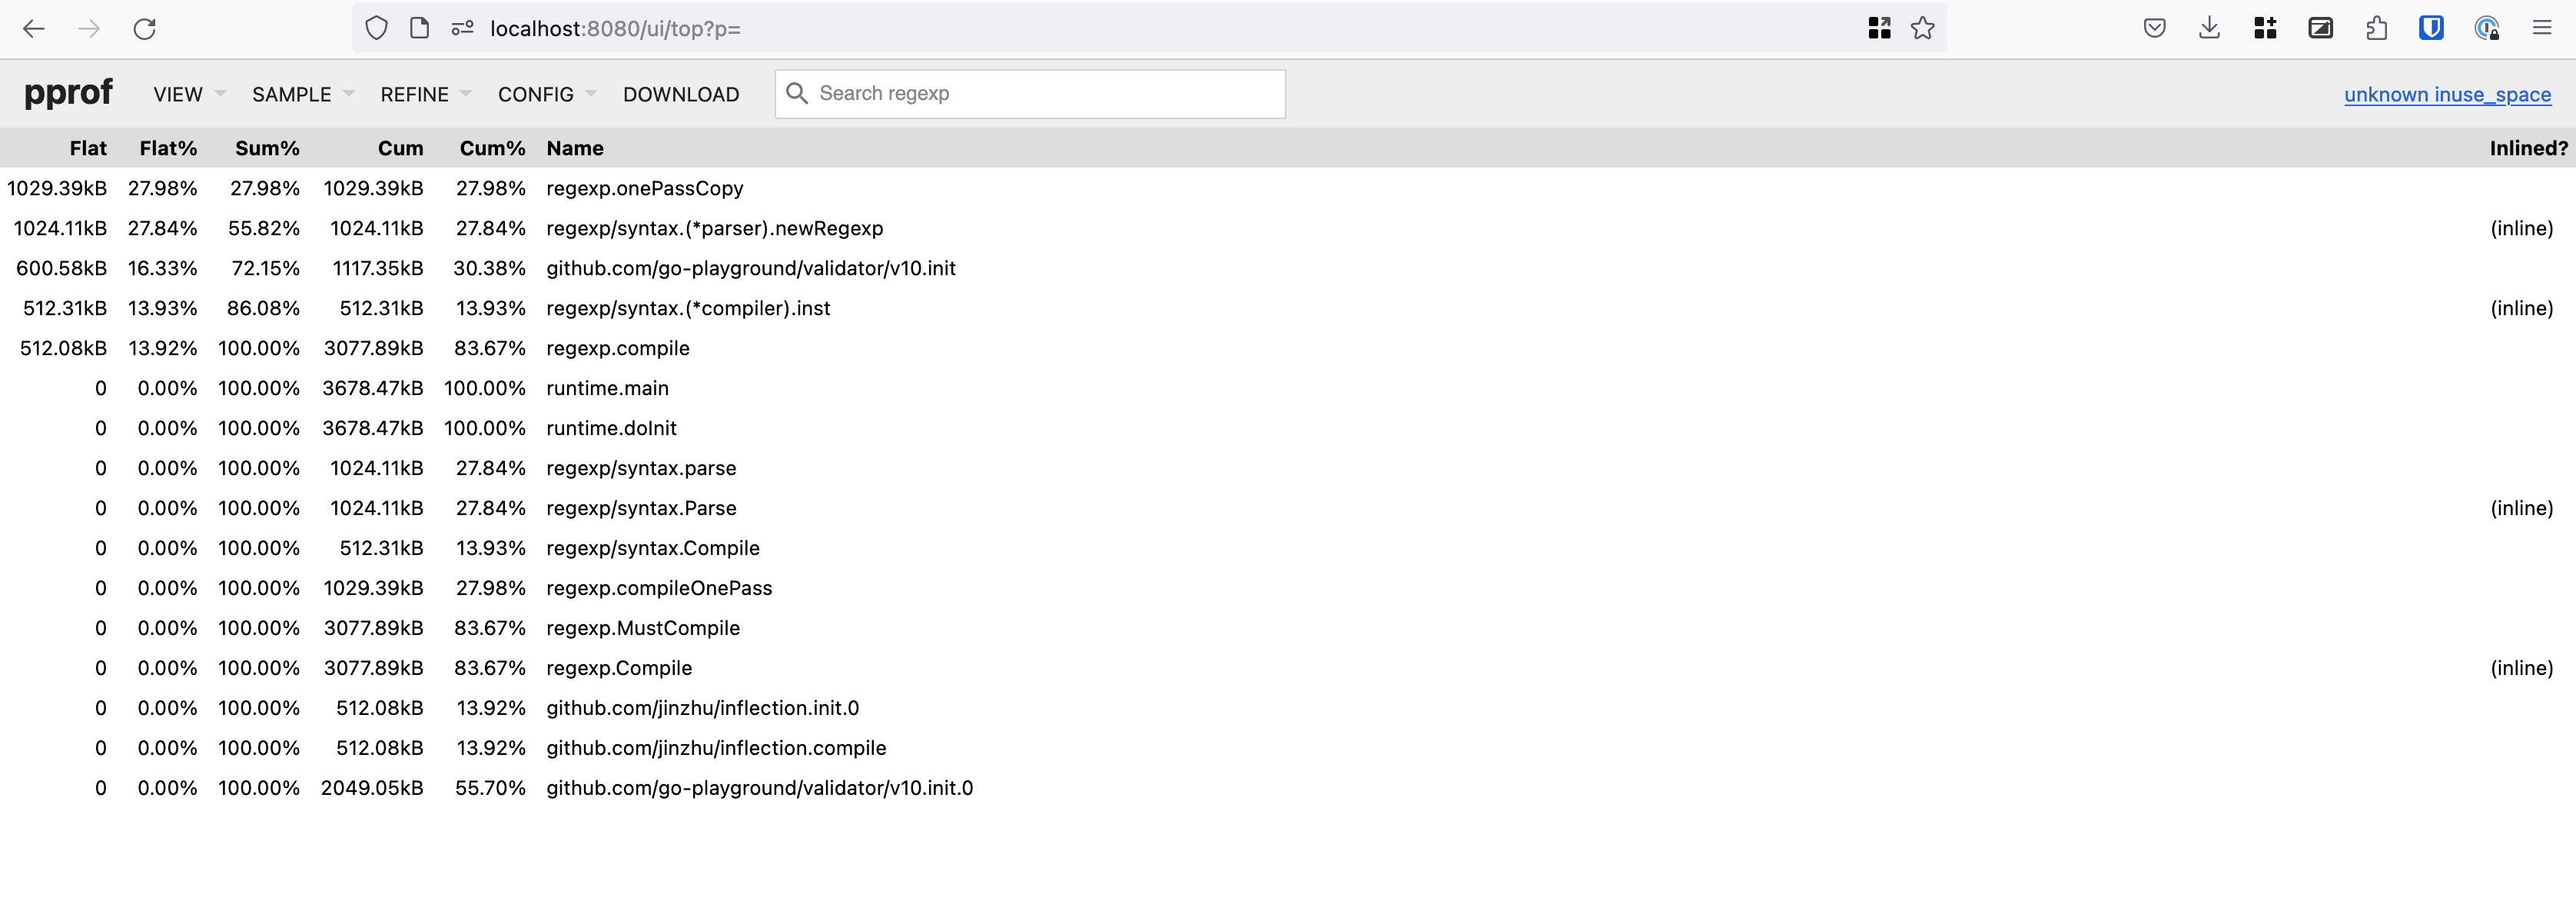 localhost:8080/ui/top?p=
pprof VIEW SAMPLE REFINE CONFIG DOWNLOAD Search regexp unknown inuse_space
Flat Flat% Sum% Cum Cum% Name Inlined?
1029.39kB 27.98% 27.98% 1029.39kB 27.98% regexp.onePassCopy
1024.11kB 27.84% 55.82% 1024.11kB 27.84% regexp/syntax.(*parser).newRegexp (inline)
600.58kB 16.33% 72.15% 1117.35kB 30.38% github.com/go-playground/validator/v10.init
512.31kB 13.93% 86.08% 512.31kB 13.93% regexp/syntax.(*compiler).inst (inline)
512.08kB 13.92% 100.00% 3077.89kB 83.67% regexp.compile
0 0.00% 100.00% 3678.47kB 100.00% runtime.main
0 0.00% 100.00% 3678.47kB 100.00% runtime.doInit
0 0.00% 100.00% 1024.11kB 27.84% regexp/syntax.parse
0 0.00% 100.00% 1024.11kB 27.84% regexp/syntax.Parse (inline)
0 0.00% 100.00% 512.31kB 13.93% regexp/syntax.Compile
0 0.00% 100.00% 1029.39kB 27.98% regexp.compileOnePass
0 0.00% 100.00% 3077.89kB 83.67% regexp.MustCompile
0 0.00% 100.00% 3077.89kB 83.67% regexp.Compile (inline)
0 0.00% 100.00% 512.08kB 13.92% github.com/jinzhu/inflection.init.0
0 0.00% 100.00% 512.08kB 13.92% github.com/jinzhu/inflection.compile
0 0.00% 100.00% 2049.05kB 55.70% github.com/go-playground/validator/v10.init.0